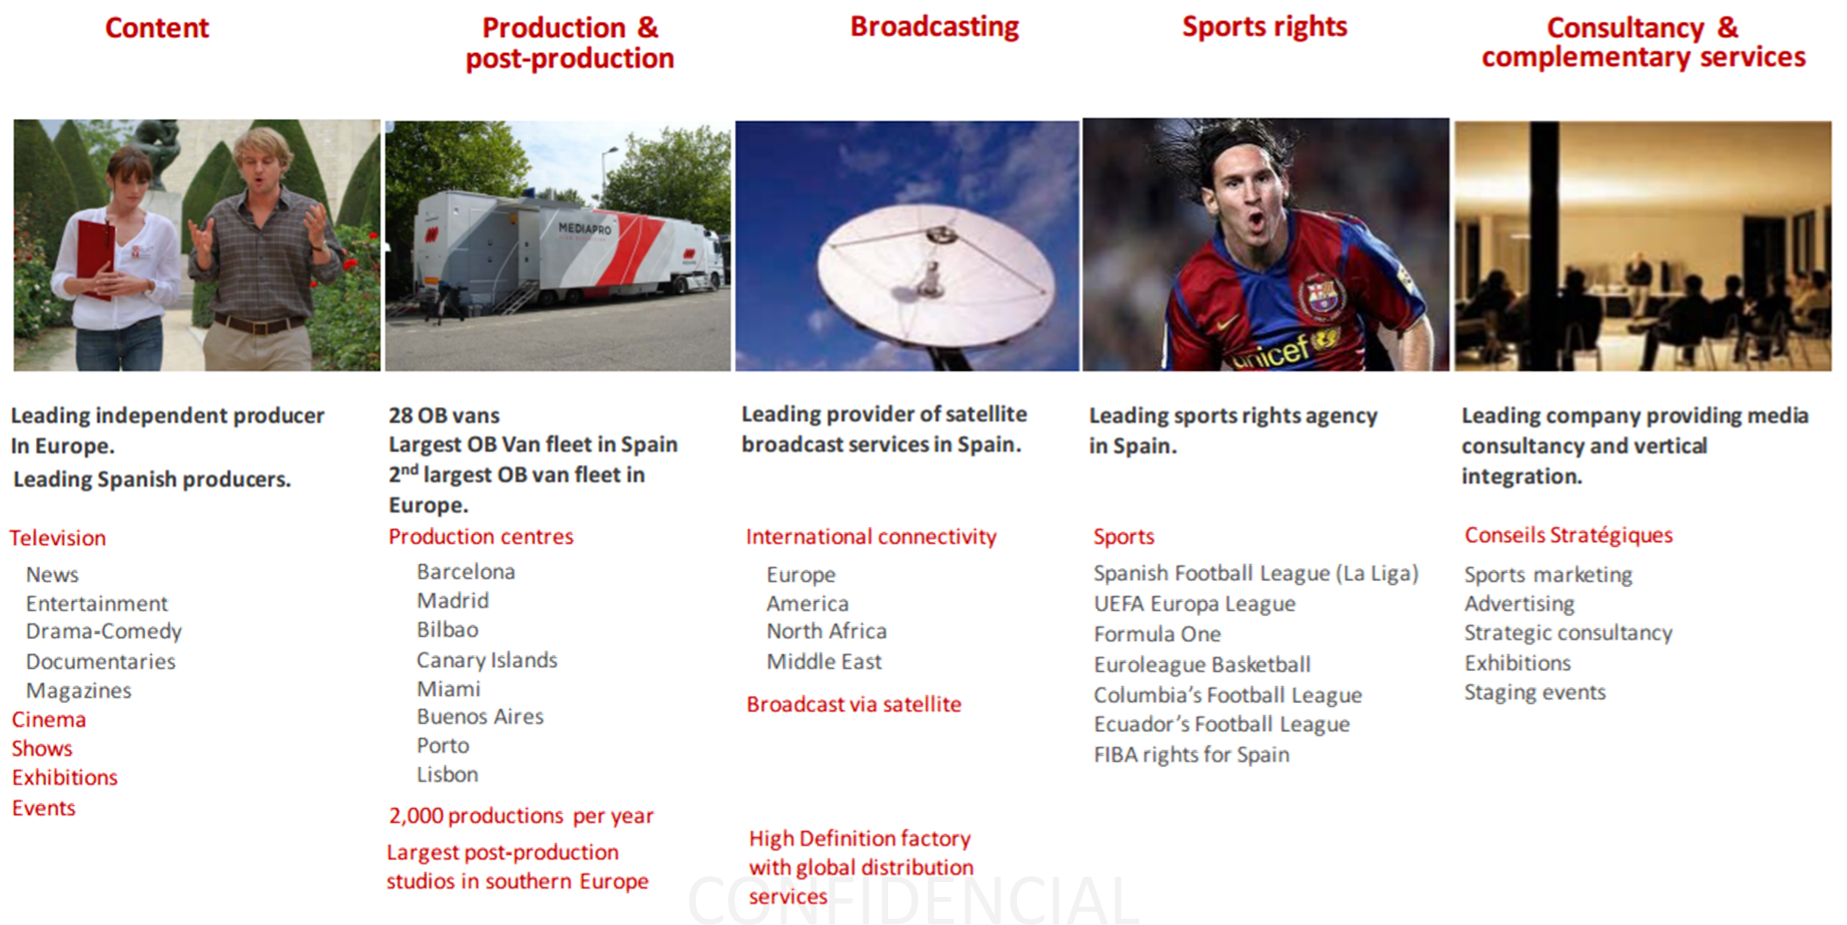 Content
Production &
post-production
Broadcasting
Sports rights
Consultancy &
complementary services
MEDIAPRO
unicef
Leading independent producer
In Europe.
Leading Spanish producers.
Television
News
Entertainment
Drama-Comedy
Documentaries
Magazines
Cinema
Shows
Exhibitions
Events
28 OB vans
Largest OB Van fleet in Spain
2nd largest OB van fleet in
Europe.
Production centres
Barcelona
Madrid
Bilbao
Canary Islands
Miami
Buenos Aires
Porto
Lisbon
2,000 productions per year
Largest post-production
studios in southern Europe
Leading provider of satellite
broadcast services in Spain.
International connectivity
Europe
America
North Africa
Middle East
Broadcast via satellite
High Definition factory
with global distribution
services
Leading sports rights agency
in Spain.
Sports
Spanish Football League (La Liga)
UEFA Europa League
Formula One
Euroleague Basketball
Columbia's Football League
Ecuador's Football League
FIBA rights for Spain
Leading company providing media
consultancy and vertical
integration.
Conseils Stratégiques
Sports marketing
Advertising
Strategic consultancy
Exhibitions
Staging events
CONFIDENCIAL